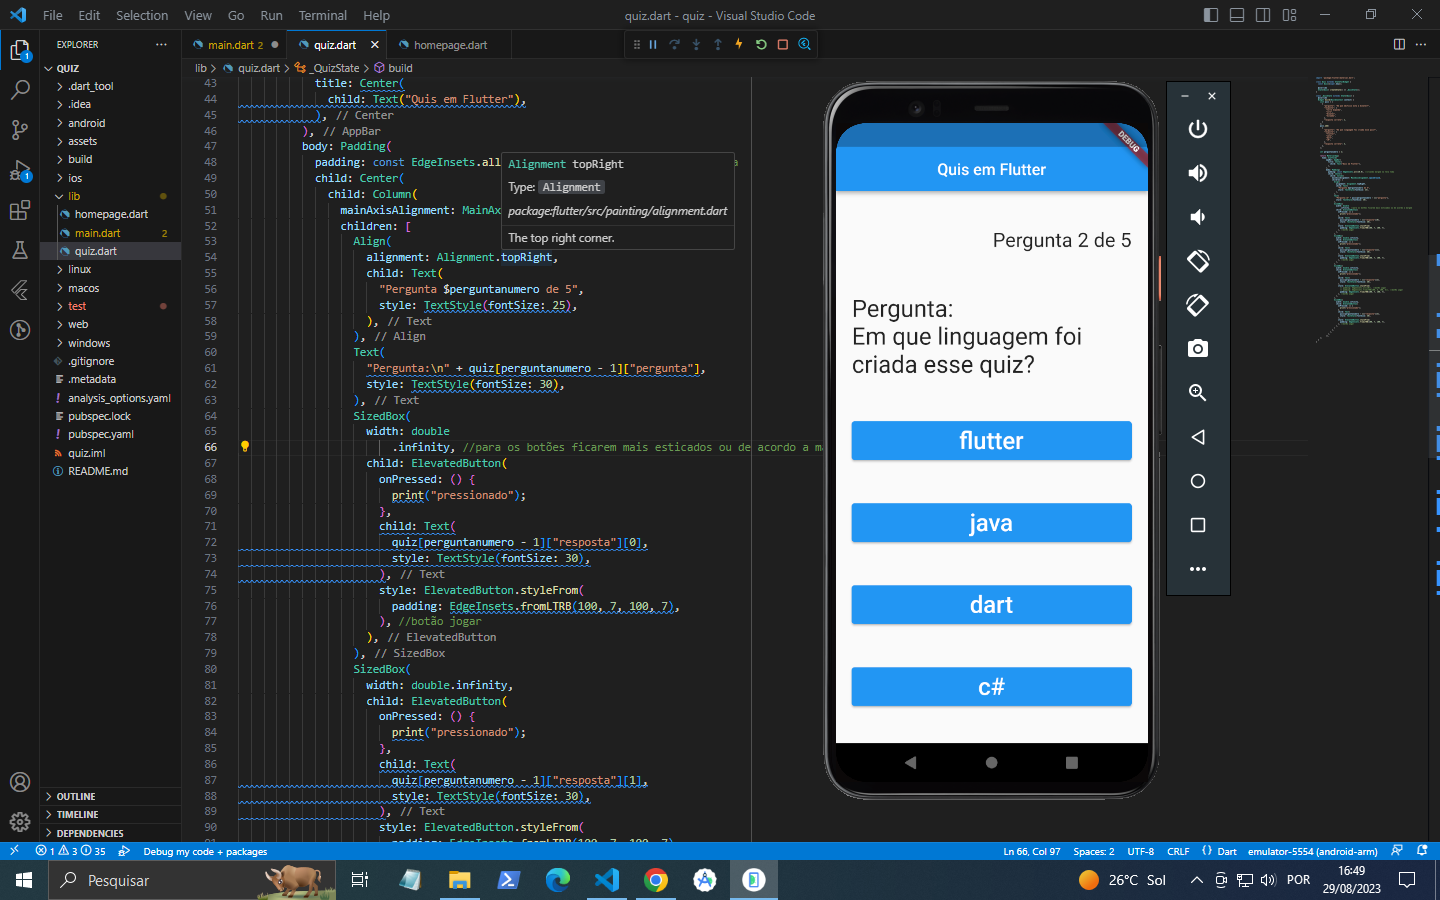 File Edit Selection View Go Run Terminal Help
quiz.dart - quiz - Visual Studio Code
EXPLORER
main.dart 2
quiz.dart
homepage.dart
QUIZ
.dart_tool
.idea
android
assets
build
ios
lib
homepage.dart
main.dart 2
quiz.dart
linux
macos
test
web
windows
.gitignore
.metadata
analysis_options.yaml
pubspec.lock
pubspec.yaml
quiz.iml
README.md
OUTLINE
TIMELINE
DEPENDENCIES
lib > quiz.dart > _QuizState > build
43 title: Center(
44 child: Text("Quis em Flutter"),
45 ), // Center
46 ), // AppBar
47 body: Padding(
48 padding: const EdgeInsets.all
49 child: Center(
50 child: Column(
51 mainAxisAlignment: MainAx
52 children: [
53 Align(
54 alignment: Alignment.topRight,
55 child: Text(
56 "Pergunta $perguntanumero de 5",
57 style: TextStyle(fontSize: 25),
58 ), // Text
59 ), // Align
60 Text(
61 "Pergunta:\n" + quiz[perguntanumero - 1]["pergunta"],
62 style: TextStyle(fontSize: 30),
63 ), // Text
64 SizedBox(
65 width: double
66 .infinity, //para os botões ficarem mais esticados ou de acordo a ma
67 child: ElevatedButton(
68 onPressed: () {
69 print("pressionado");
70 },
71 child: Text(
72 quiz[perguntanumero - 1]["resposta"][0],
73 style: TextStyle(fontSize: 30),
74 ), // Text
75 style: ElevatedButton.styleFrom(
76 padding: EdgeInsets.fromLTRB(100, 7, 100, 7),
77 ), //botão jogar
78 ), // ElevatedButton
79 ), // SizedBox
80 SizedBox(
81 width: double.infinity,
82 child: ElevatedButton(
83 onPressed: () {
84 print("pressionado");
85 },
86 child: Text(
87 quiz[perguntanumero - 1]["resposta"][1],
88 style: TextStyle(fontSize: 30),
89 ), // Text
90 style: ElevatedButton.styleFrom(
padding: EdgeInsets.fromLTRB(100, 7, 100, 7)
Alignment topRight
Type: Alignment
package:flutter/src/painting/alignment.dart
The top right corner.
DEBUG
Quis em Flutter
Pergunta 2 de 5
Pergunta:
Em que linguagem foi
criada esse quiz?
flutter
java
dart
c#
1 3 35 Debug my code + packages
Ln 66, Col 97 Spaces: 2 UTF-8 CRLF Dart emulator-5554 (android-arm)
Pesquisar
26°C Sol
POR
16:49
29/08/2023